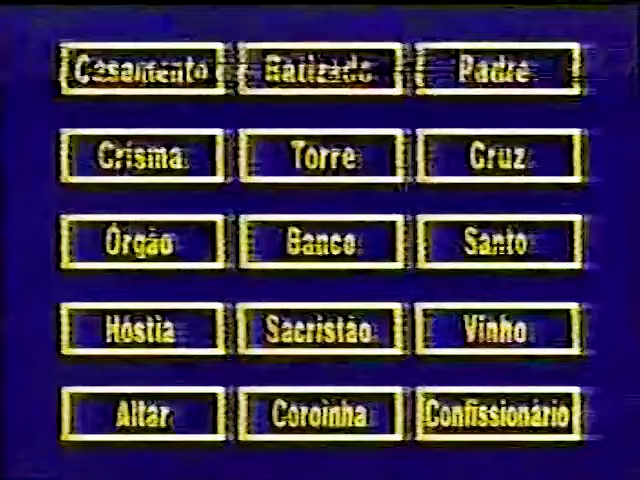 Casamento Batizado Padre
Crisma Torre Cruz
Órgão Banco Santo
Hóstia Sacristão Vinho
Altar Coroinha Confissionário